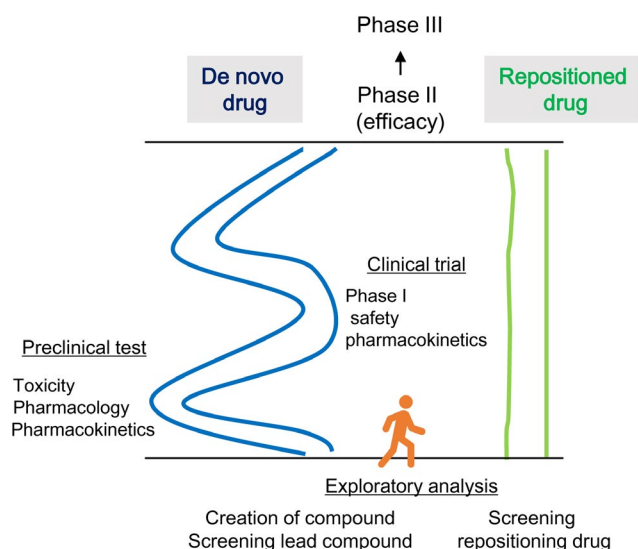 Phase III
De novo
drug
Phase II
(efficacy)
Repositioned
drug
Clinical trial
Phase I
safety
pharmacokinetics
Preclinical test
Toxicity
Pharmacology
Pharmacokinetics
Exploratory analysis
Creation of compound
Screening lead compound
Screening
repositioning drug